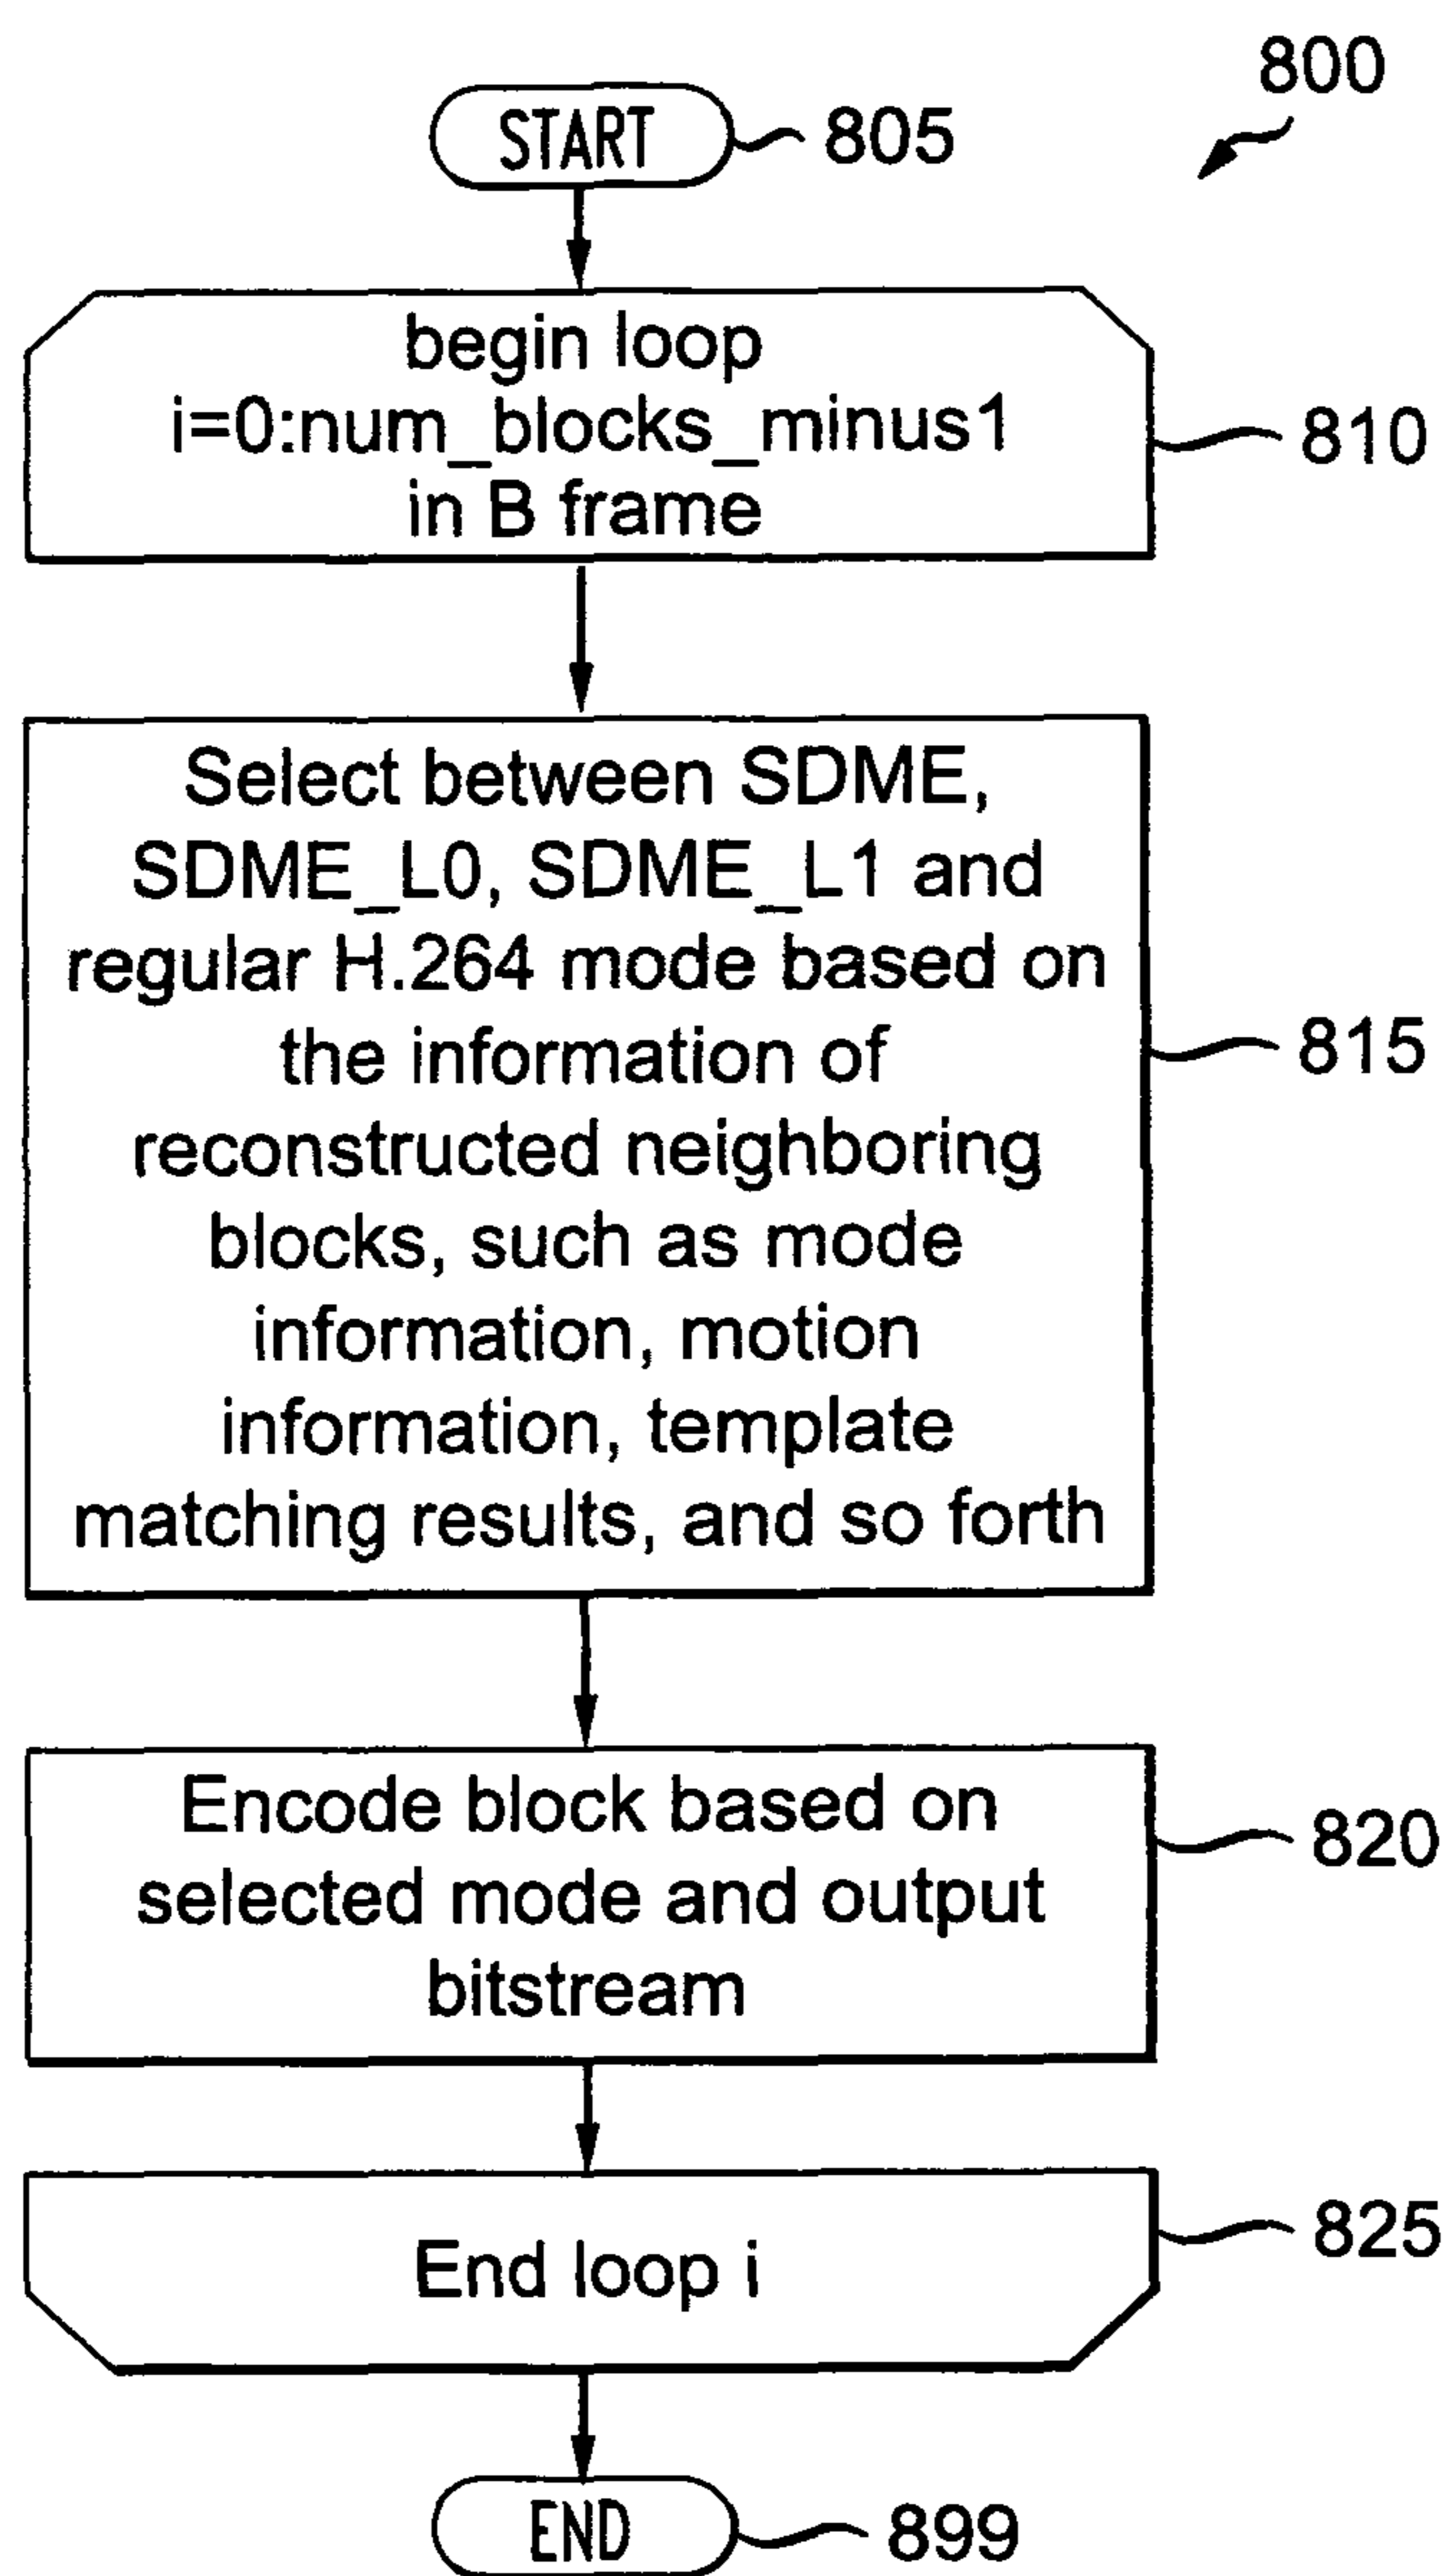 800
START
805
begin loop
i=0:num_blocks_minus1
in B frame
810
Select between SDME,
SDME_L0, SDME_L1 and
regular H.264 mode based on
the information of
reconstructed neighboring
blocks, such as mode
information, motion
information, template
matching results, and so forth
815
Encode block based on
selected mode and output
bitstream
820
End loop i
825
END
899